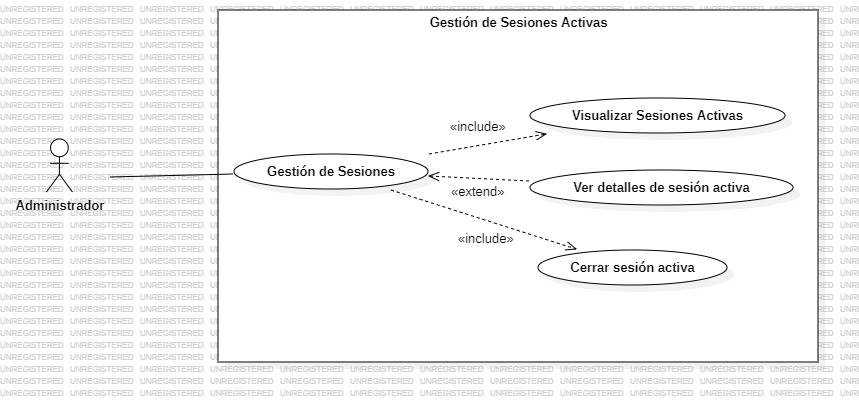 Gestión de Sesiones Activas
Visualizar Sesiones Activas
«include»
Gestión de Sesiones
Ver detalles de sesión activa
«extend»
Administrador
«include»
Cerrar sesión activa
UNREGISTERED